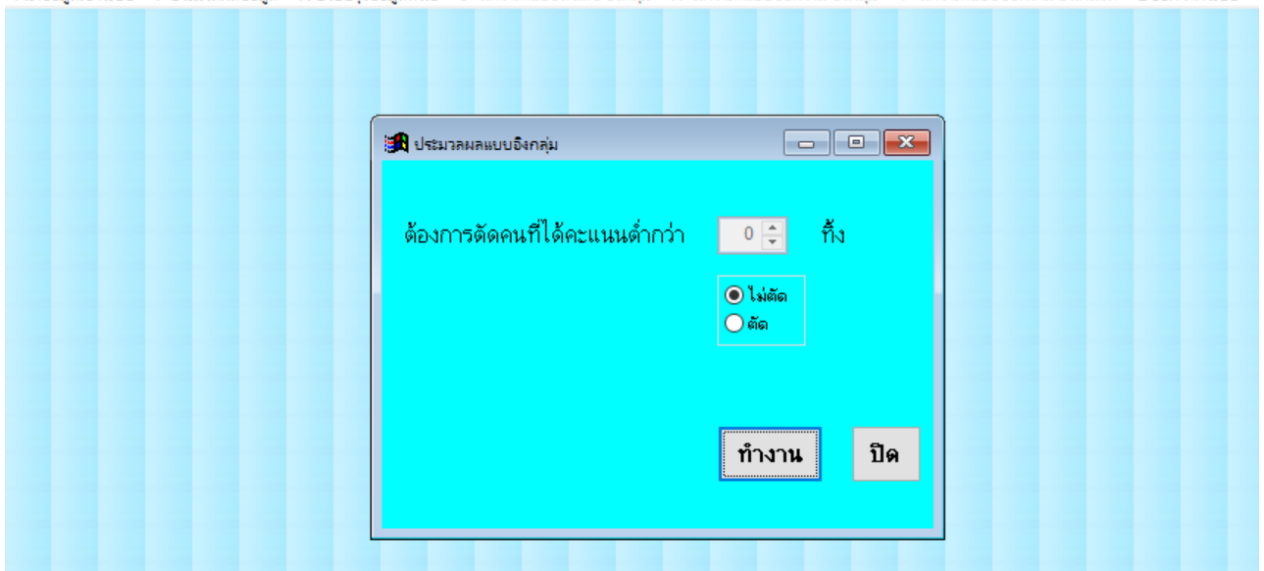 ประมวลผลแบบอิงกลุ่ม
ต้องการตัดคนที่ได้คะแนนต่ำกว่า 0 ทิ้ง
ไม่ตัด
ตัด
ทำงาน ปิด